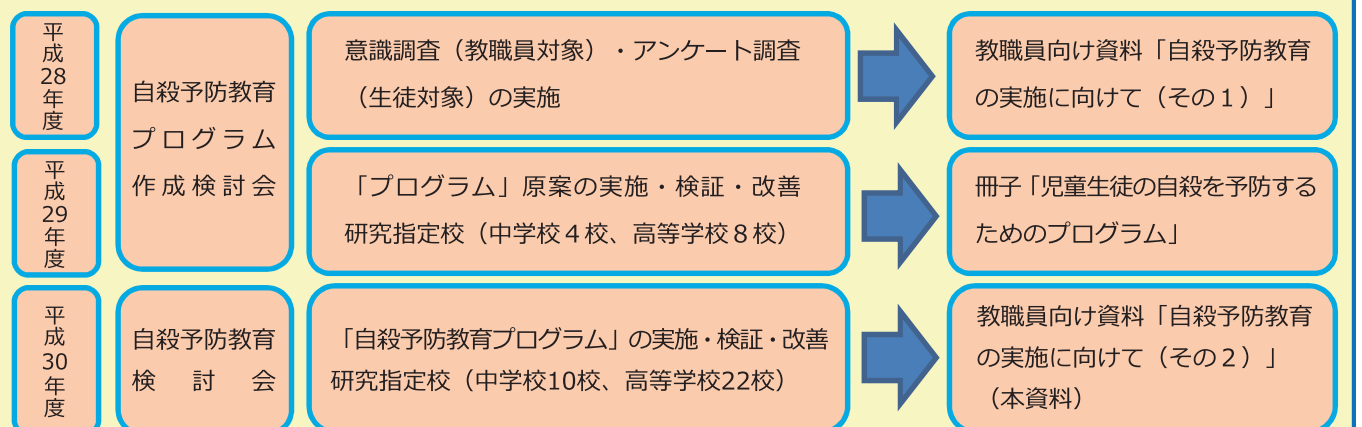 平成28年度
自殺予防教育
プログラム
作成検討会
意識調査（教職員対象）・アンケート調査
（生徒対象）の実施
教職員向け資料「自殺予防教育
の実施に向けて（その１）」
平成29年度
「プログラム」原案の実施・検証・改善
研究指定校（中学校４校、高等学校８校）
冊子「児童生徒の自殺を予防する
ためのプログラム」
平成30年度
自殺予防教育
検討会
「自殺予防教育プログラム」の実施・検証・改善
研究指定校（中学校10校、高等学校22校）
教職員向け資料「自殺予防教育
の実施に向けて（その２）」
（本資料）